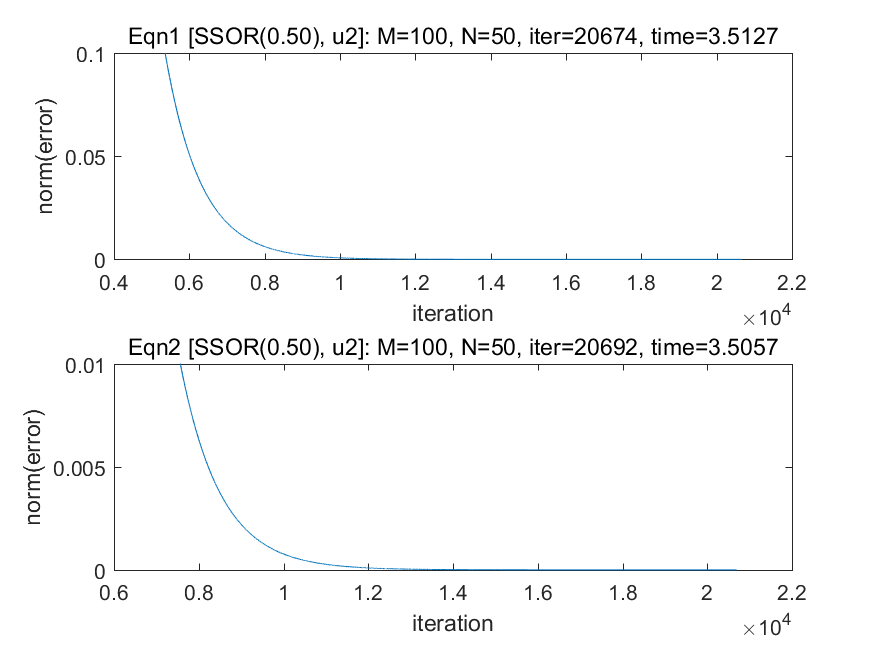 Eqn1 [SSOR(0.50), u2]: M=100, N=50, iter=20674, time=3.5127
0.1
0.05
0
norm(error)
0.4 0.6 0.8 1 1.2 1.4 1.6 1.8 2 2.2
iteration
×10^4
Eqn2 [SSOR(0.50), u2]: M=100, N=50, iter=20692, time=3.5057
0.01
0.005
0
norm(error)
0.6 0.8 1 1.2 1.4 1.6 1.8 2 2.2
iteration
×10^4